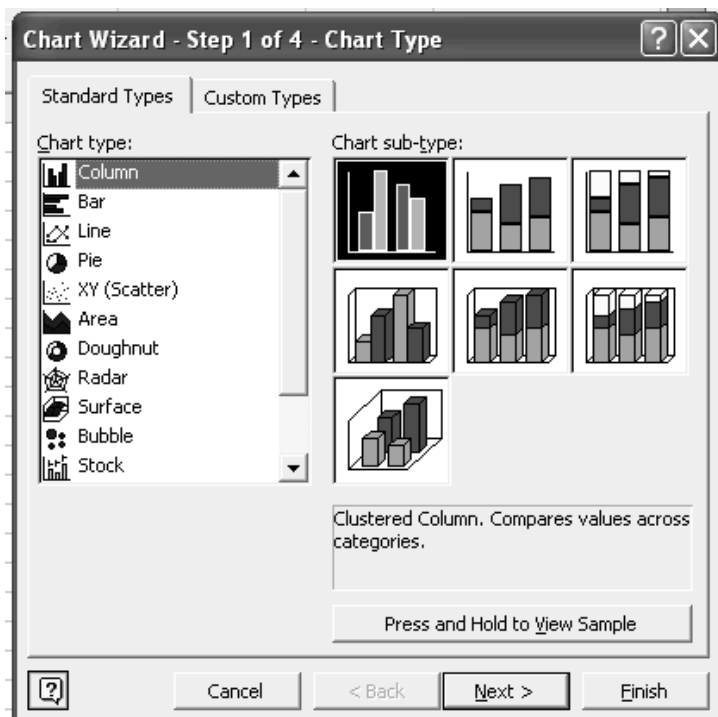 Chart Wizard - Step 1 of 4 - Chart Type
Standard Types Custom Types
Chart type:
Column
Bar
Line
Pie
XY (Scatter)
Area
Doughnut
Radar
Surface
Bubble
Stock
Chart sub-type:
Clustered Column. Compares values across
categories.
Press and Hold to View Sample
Cancel < Back Next > Finish